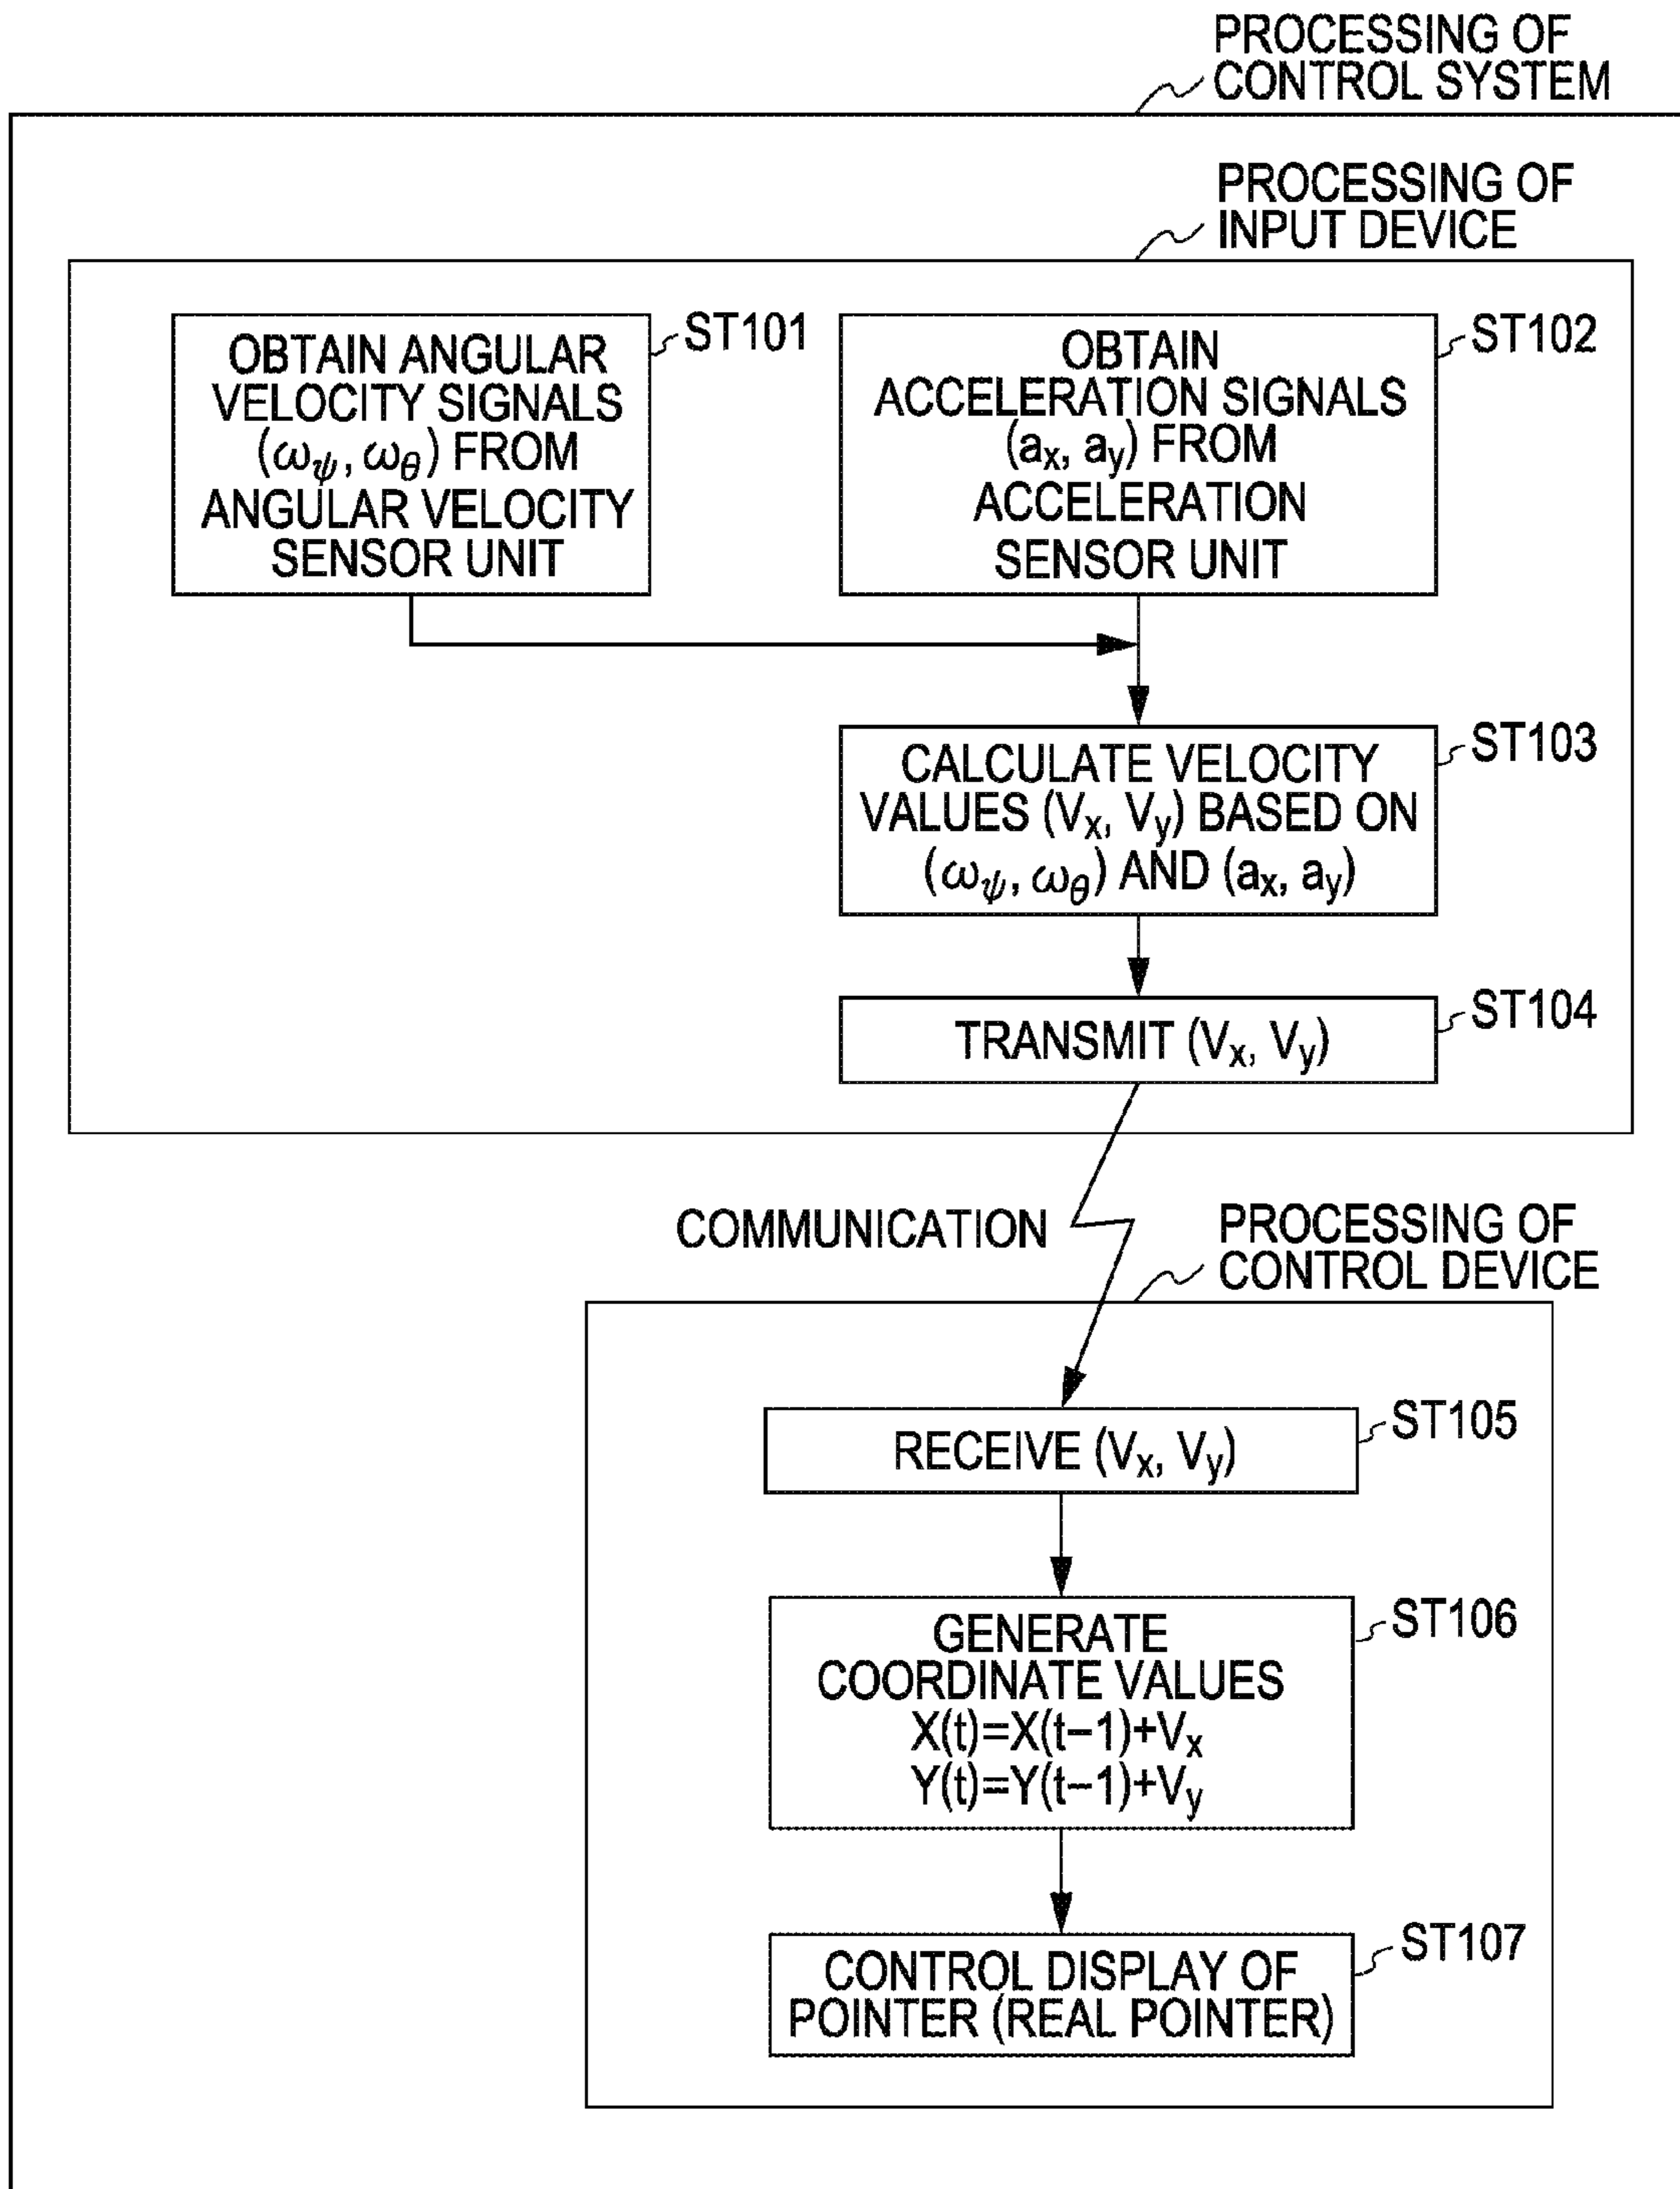 PROCESSING OF
CONTROL SYSTEM
PROCESSING OF
INPUT DEVICE
ST101
OBTAIN ANGULAR
VELOCITY SIGNALS
(ωψ, ωθ) FROM
ANGULAR VELOCITY
SENSOR UNIT
ST102
OBTAIN
ACCELERATION SIGNALS
(ax, ay) FROM
ACCELERATION
SENSOR UNIT
ST103
CALCULATE VELOCITY
VALUES (Vx, Vy) BASED ON
(ωψ, ωθ) AND (ax, ay)
ST104
TRANSMIT (Vx, Vy)
COMMUNICATION
PROCESSING OF
CONTROL DEVICE
ST105
RECEIVE (Vx, Vy)
ST106
GENERATE
COORDINATE VALUES
X(t)=X(t−1)+Vx
Y(t)=Y(t−1)+Vy
ST107
CONTROL DISPLAY OF
POINTER (REAL POINTER)